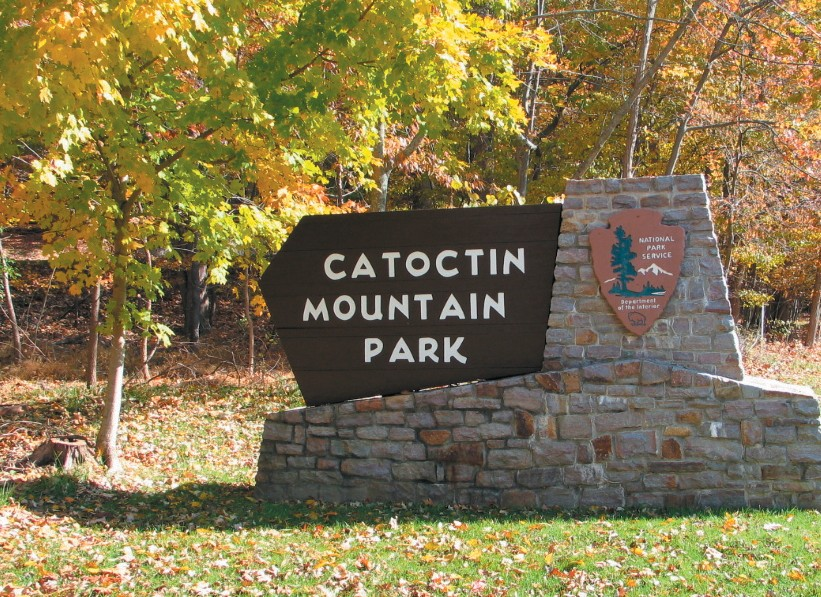 CATOCTIN
MOUNTAIN
PARK
NATIONAL
PARK
SERVICE
Department
of the Interior